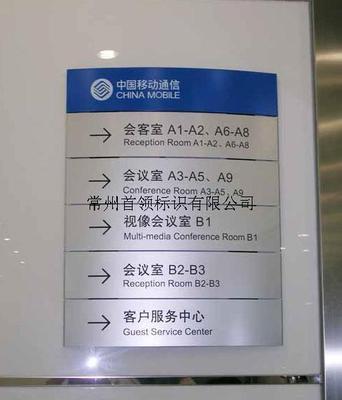 中国移动通信
CHINA MOBILE
会客室 A1-A2、A6-A8
Reception Room A1-A2、A6-A8
会议室 A3-A5、A9
Conference Room A3-A5、A9
常州首领标识有限公司
视像会议室 B1
Multi-media Conference Room B1
会议室 B2-B3
Reception Room B2-B3
客户服务中心
Guest Service Center